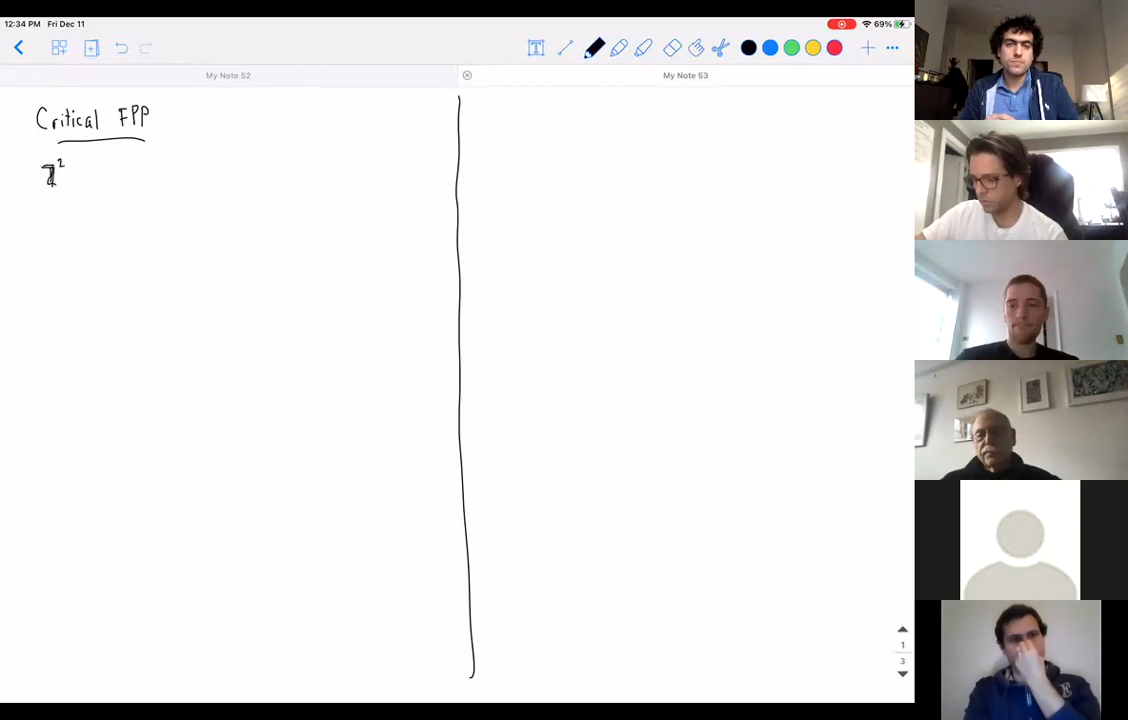 12:34 PM Fri Dec 11
69%
My Note 52
My Note 53
Critical FPP
ℤ²
1
3